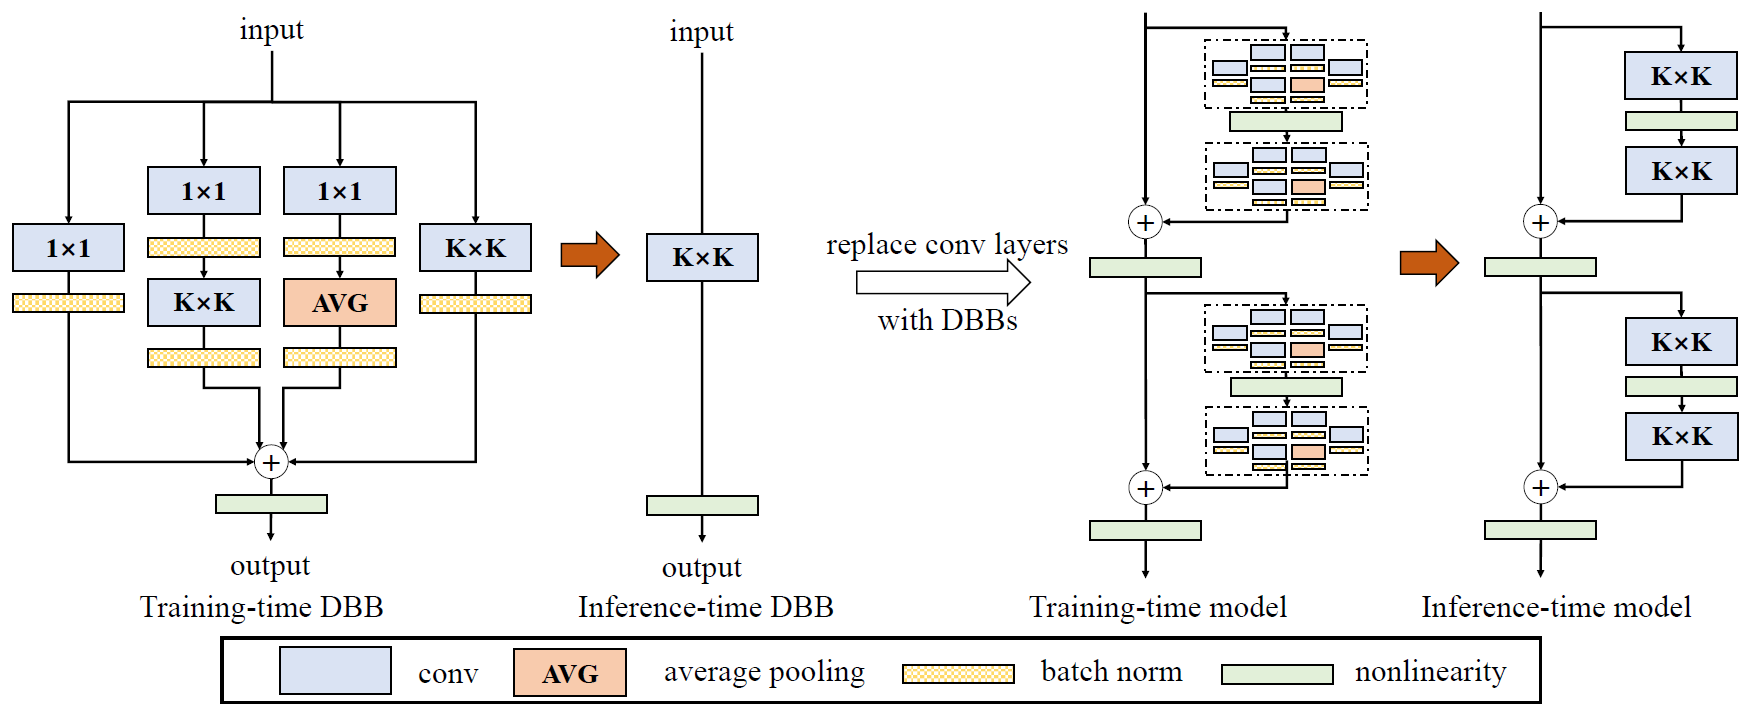 input
1×1
1×1
1×1
K×K
K×K
AVG
+
output
Training-time DBB
input
K×K
output
Inference-time DBB
replace conv layers
with DBBs
+
+
Training-time model
K×K
K×K
+
K×K
K×K
+
Inference-time model
conv
AVG
average pooling
batch norm
nonlinearity